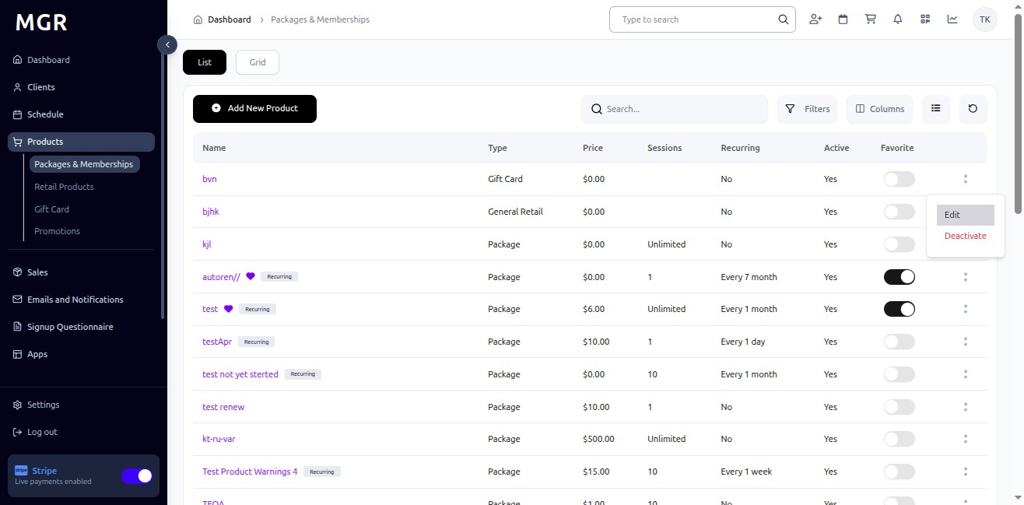 MGR
Dashboard
Clients
Schedule
Products
Packages & Memberships
Retail Products
Gift Card
Promotions
Sales
Emails and Notifications
Signup Questionnaire
Apps
Settings
Log out
Stripe
Live payments enabled
Dashboard > Packages & Memberships
Type to search
TK
List Grid
Add New Product
Search...
Filters
Columns
Name Type Price Sessions Recurring Active Favorite
bvn Gift Card $0.00 No Yes
bjhk General Retail $0.00 No Yes
kjl Package $0.00 Unlimited No Yes
autoren// Recurring Package $0.00 1 Every 7 month Yes
test Recurring Package $6.00 Unlimited Every 1 month Yes
testApr Recurring Package $10.00 1 Every 1 day Yes
test not yet sterted Recurring Package $0.00 10 Every 1 month Yes
test renew Package $10.00 1 No Yes
kt-ru-var Package $500.00 Unlimited No Yes
Test Product Warnings 4 Recurring Package $15.00 10 Every 1 week Yes
Package $1.00 10 No Yes
Edit
Deactivate